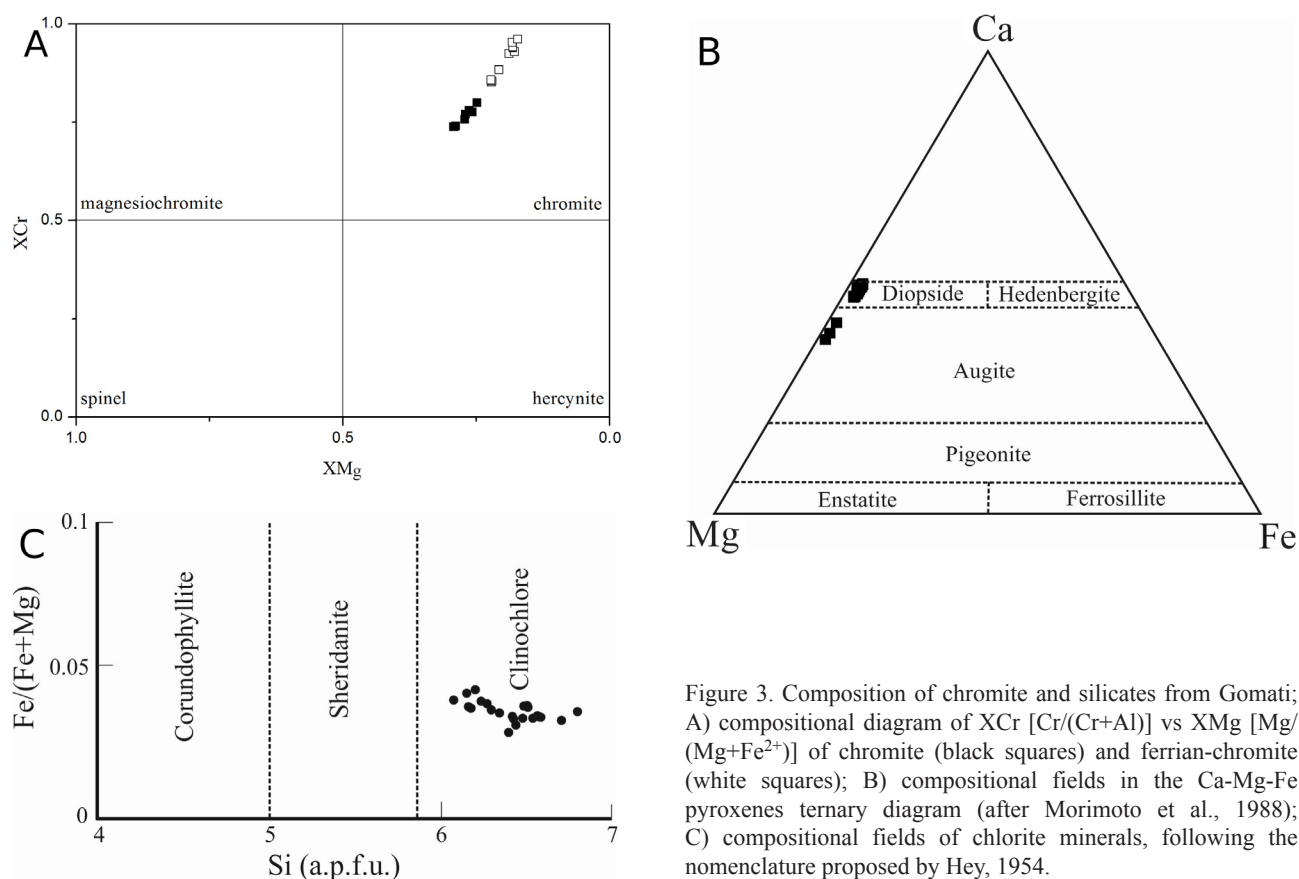 A
1.0
XCr
0.5
0.0
magnesiochromite
chromite
spinel
hercynite
1.0
0.5
0.0
XMg
B
Ca
Diopside
Hedenbergite
Augite
Pigeonite
Enstatite
Ferrosillite
Mg
Fe
C
0.1
Fe/(Fe+Mg)
0.05
0
Corundophyllite
Sheridanite
Clinochlore
4
5
6
7
Si (a.p.f.u.)
Figure 3. Composition of chromite and silicates from Gomati;
A) compositional diagram of XCr [Cr/(Cr+Al)] vs XMg [Mg/
(Mg+Fe²⁺)] of chromite (black squares) and ferrian-chromite
(white squares); B) compositional fields in the Ca-Mg-Fe
pyroxenes ternary diagram (after Morimoto et al., 1988);
C) compositional fields of chlorite minerals, following the
nomenclature proposed by Hey, 1954.